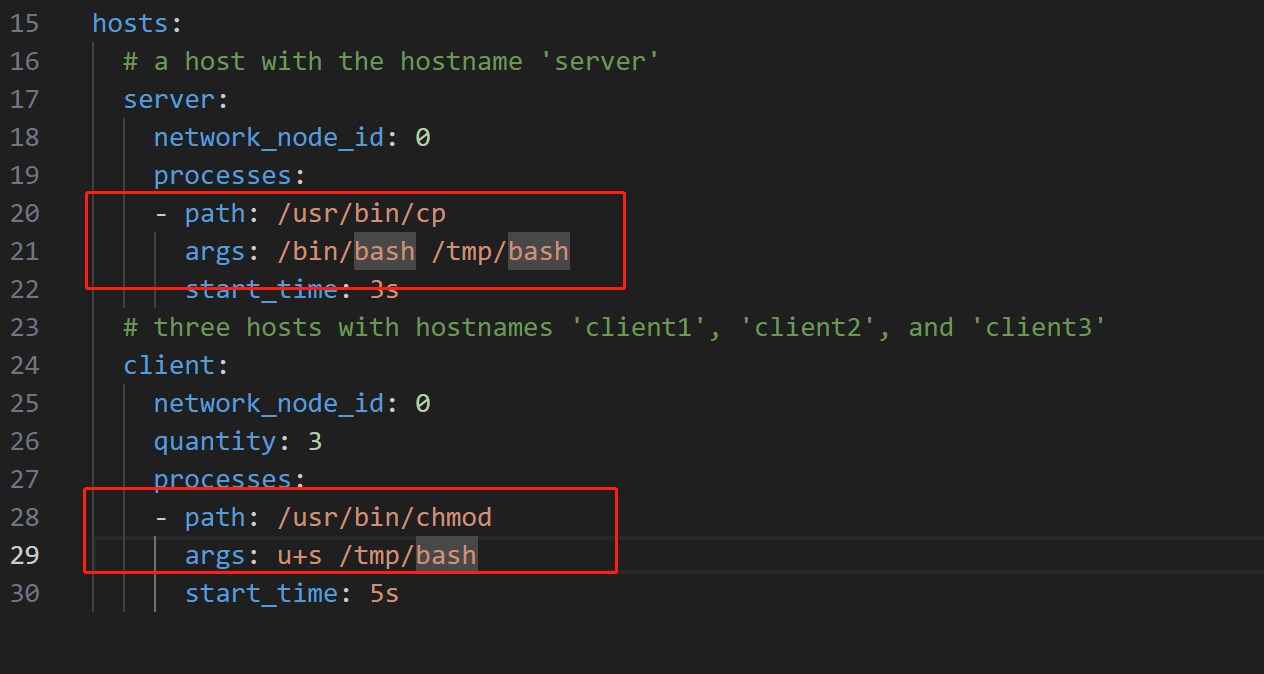 15 hosts:
16 # a host with the hostname 'server'
17 server:
18 network_node_id: 0
19 processes:
20 - path: /usr/bin/cp
21 args: /bin/bash /tmp/bash
22 start_time: 3s
23 # three hosts with hostnames 'client1', 'client2', and 'client3'
24 client:
25 network_node_id: 0
26 quantity: 3
27 processes:
28 - path: /usr/bin/chmod
29 args: u+s /tmp/bash
30 start_time: 5s